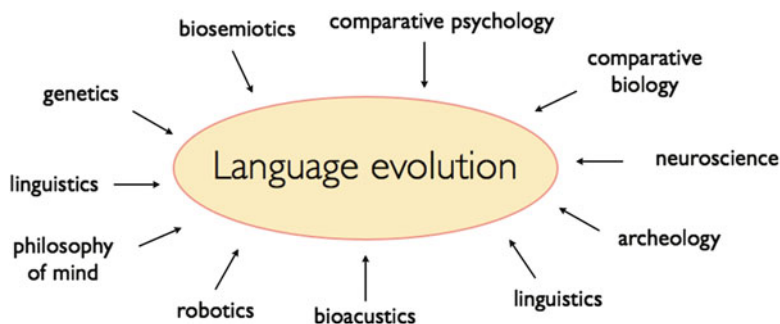 biosemiotics
comparative psychology
comparative
biology
genetics
Language evolution
neuroscience
linguistics
archeology
philosophy
of mind
robotics
bioacustics
linguistics